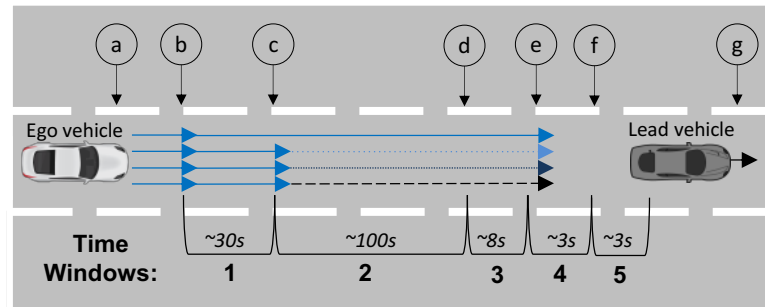 a b c d e f g
Ego vehicle Lead vehicle
Time ~30s ~100s ~8s ~3s ~3s
Windows: 1 2 3 4 5